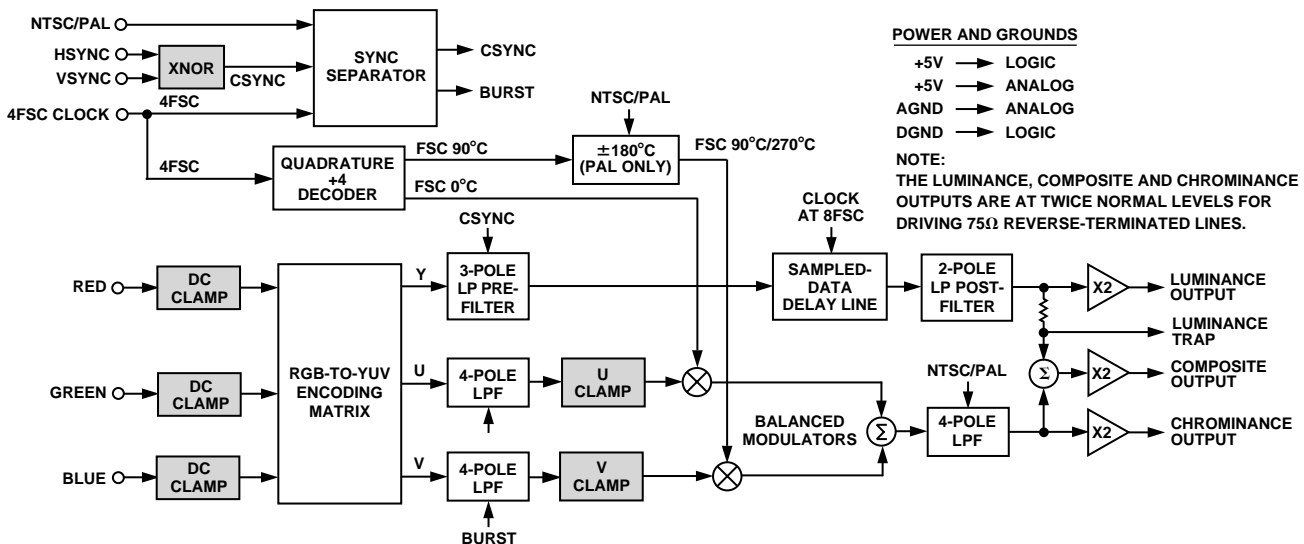 NTSC/PAL
HSYNC
VSYNC
XNOR
CSYNC
4FSC CLOCK
4FSC
SYNC
SEPARATOR
CSYNC
BURST
POWER AND GROUNDS
+5V LOGIC
+5V ANALOG
AGND ANALOG
DGND LOGIC
NOTE:
THE LUMINANCE, COMPOSITE AND CHROMINANCE
OUTPUTS ARE AT TWICE NORMAL LEVELS FOR
DRIVING 75Ω REVERSE-TERMINATED LINES.
4FSC
QUADRATURE
+4
DECODER
FSC 90°C
FSC 0°C
NTSC/PAL
±180°C
(PAL ONLY)
FSC 90°C/270°C
CSYNC
CLOCK
AT 8FSC
RED
DC
CLAMP
GREEN
DC
CLAMP
BLUE
DC
CLAMP
RGB-TO-YUV
ENCODING
MATRIX
Y
3-POLE
LP PRE-
FILTER
SAMPLED-
DATA
DELAY LINE
2-POLE
LP POST-
FILTER
X2
LUMINANCE
OUTPUT
LUMINANCE
TRAP
U
4-POLE
LPF
U
CLAMP
V
4-POLE
LPF
V
CLAMP
BURST
BALANCED
MODULATORS
Σ
NTSC/PAL
4-POLE
LPF
Σ
X2
COMPOSITE
OUTPUT
X2
CHROMINANCE
OUTPUT